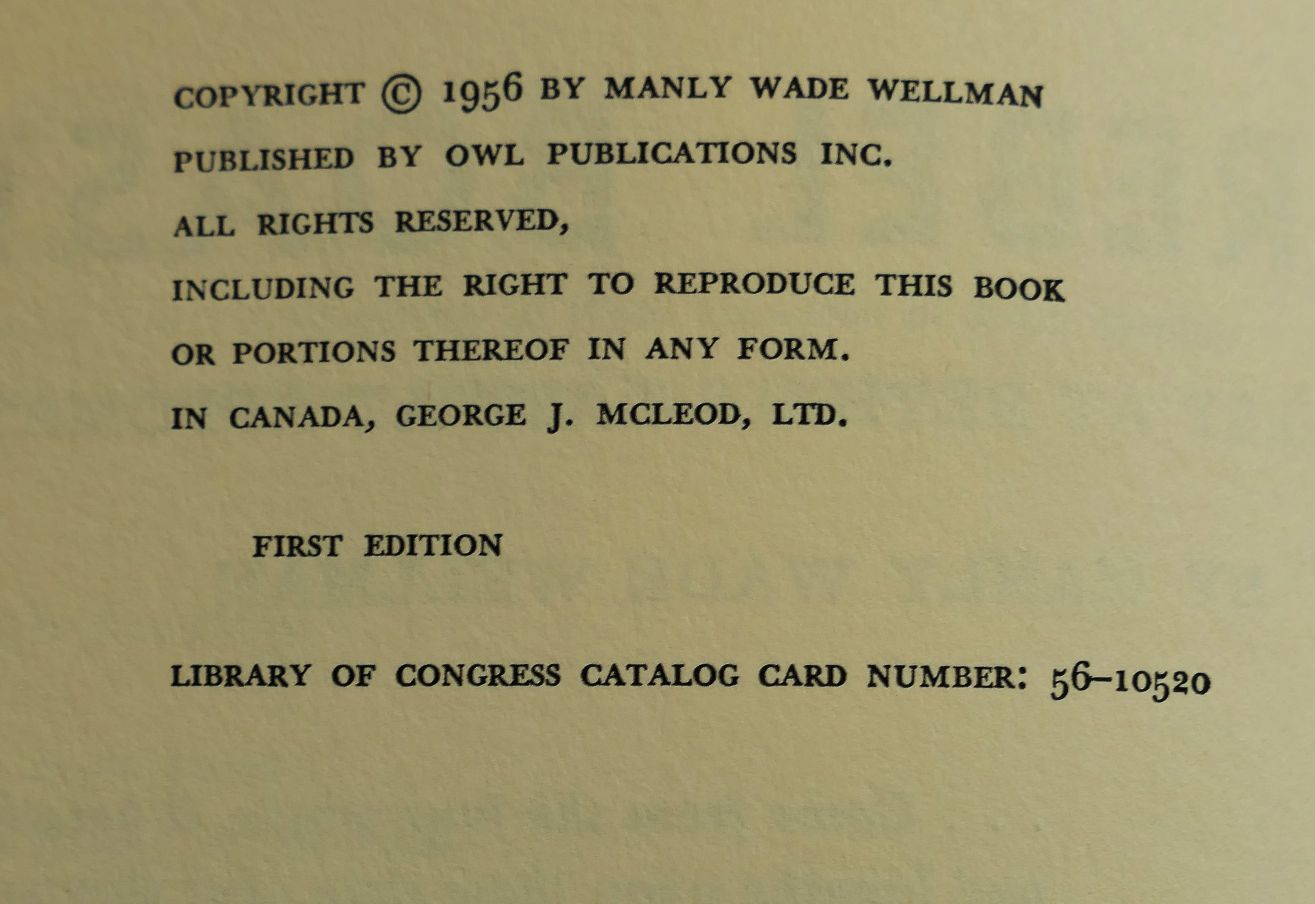 COPYRIGHT © 1956 BY MANLY WADE WELLMAN
PUBLISHED BY OWL PUBLICATIONS INC.
ALL RIGHTS RESERVED,
INCLUDING THE RIGHT TO REPRODUCE THIS BOOK
OR PORTIONS THEREOF IN ANY FORM.
IN CANADA, GEORGE J. MCLEOD, LTD.
FIRST EDITION
LIBRARY OF CONGRESS CATALOG CARD NUMBER: 56–10520